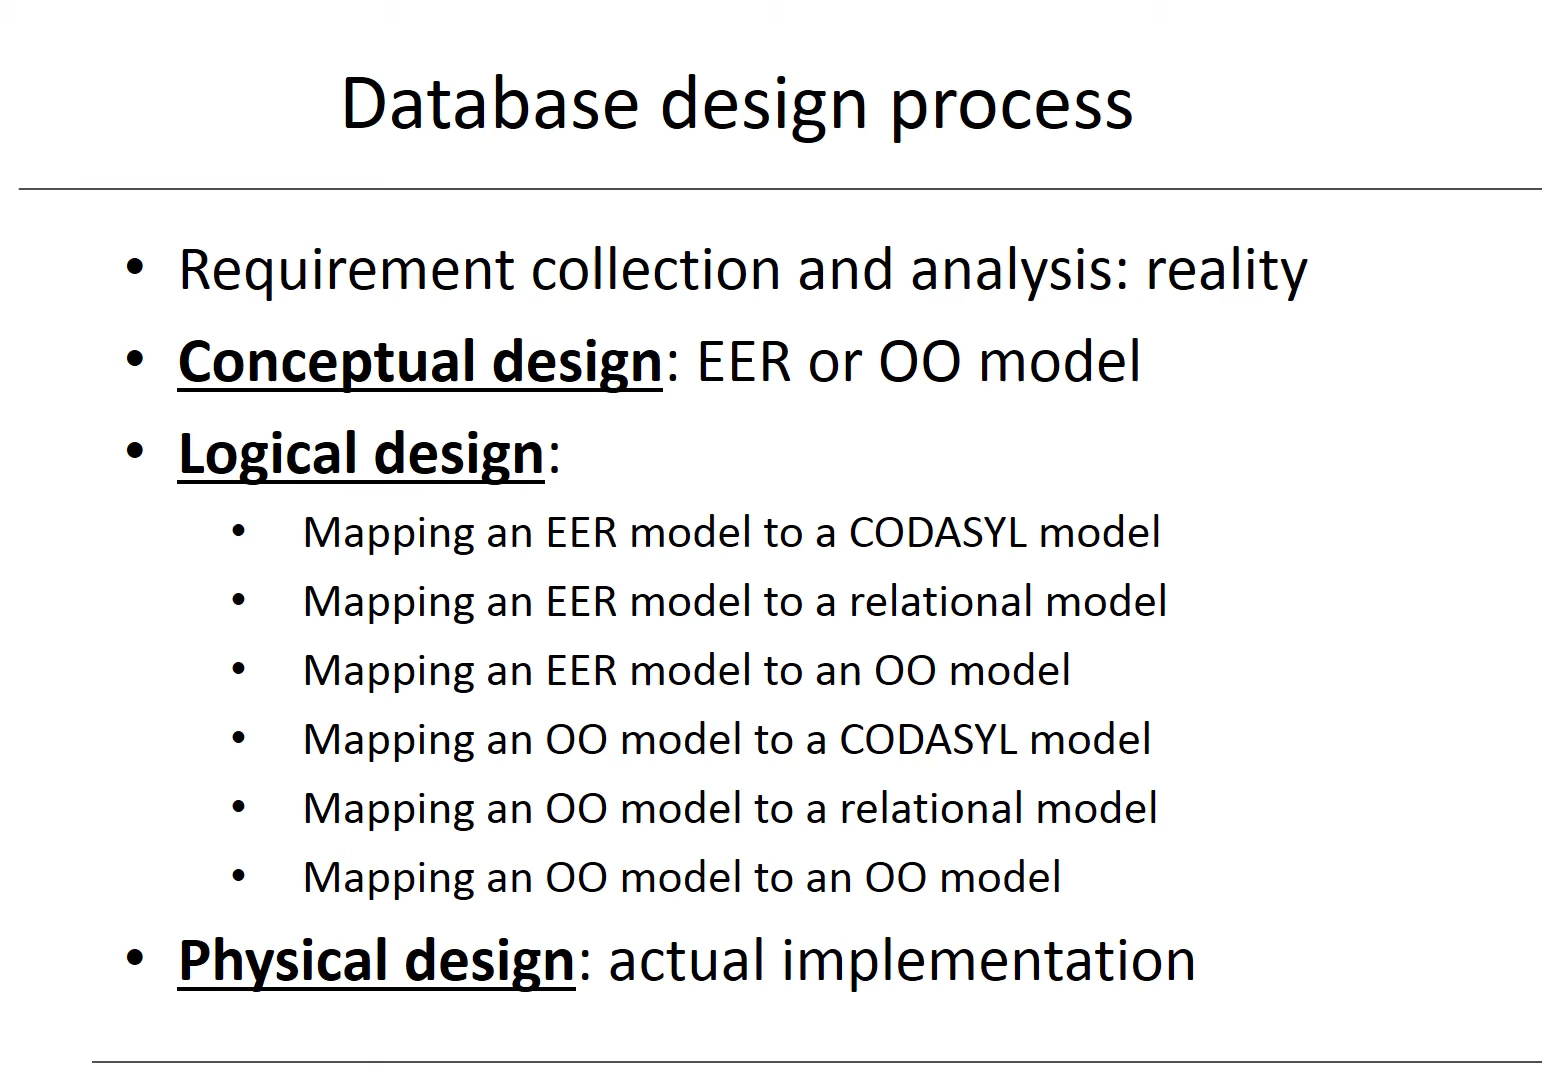 Database design process
• Requirement collection and analysis: reality
• Conceptual design: EER or OO model
• Logical design:
• Mapping an EER model to a CODASYL model
• Mapping an EER model to a relational model
• Mapping an EER model to an OO model
• Mapping an OO model to a CODASYL model
• Mapping an OO model to a relational model
• Mapping an OO model to an OO model
• Physical design: actual implementation